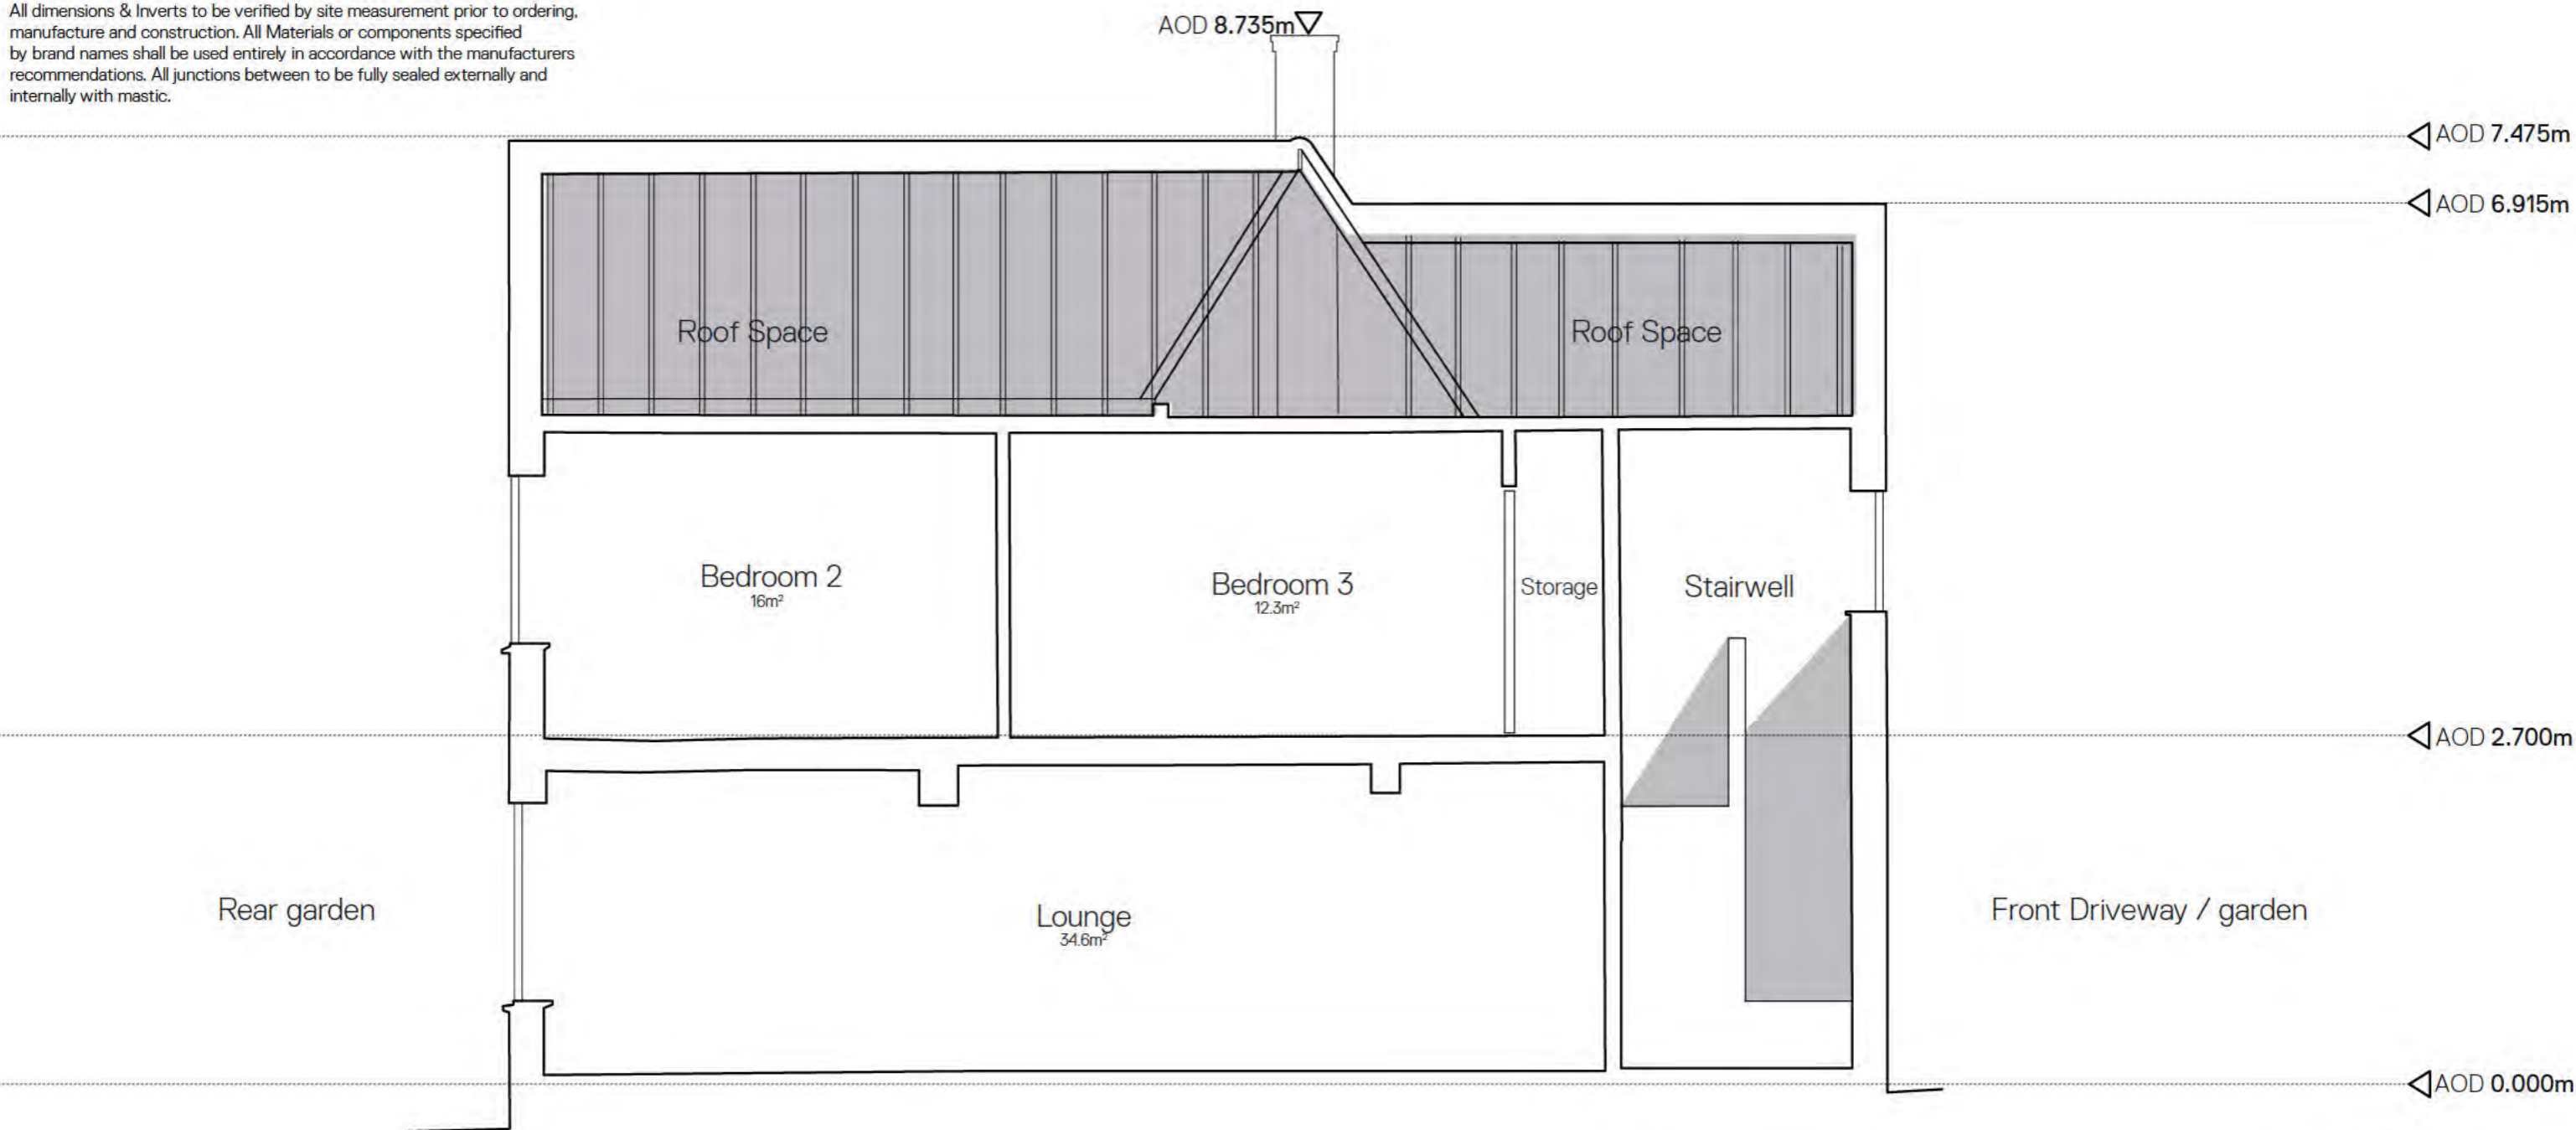 All dimensions & Inverts to be verified by site measurement prior to ordering,
manufacture and construction. All Materials or components specified
by brand names shall be used entirely in accordance with the manufacturers
recommendations. All junctions between to be fully sealed externally and
internally with mastic.
AOD 8.735m
AOD 7.475m
AOD 6.915m
Roof Space
Roof Space
Bedroom 2
16m²
Bedroom 3
12.3m²
Storage
Stairwell
AOD 2.700m
Rear garden
Lounge
34.6m²
Front Driveway / garden
AOD 0.000m